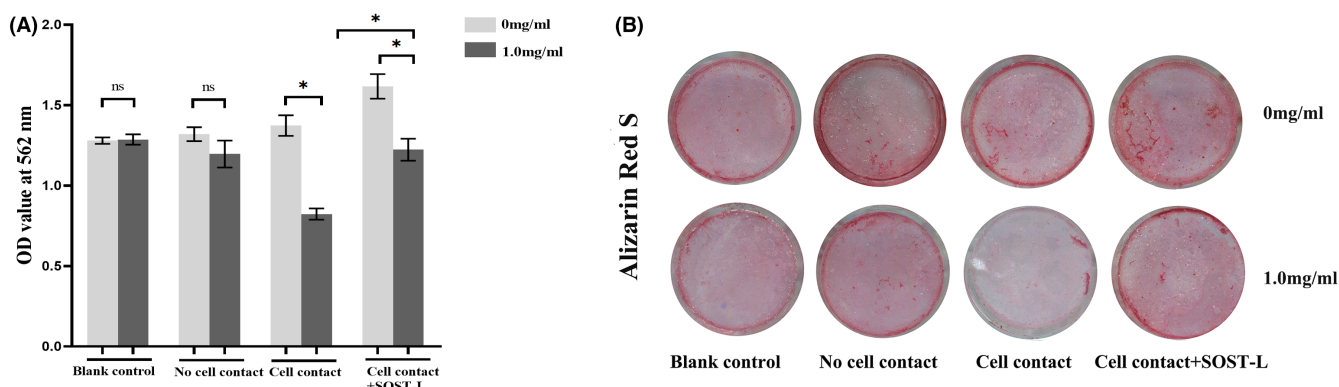 (A)
OD value at 562 nm
2.0
1.5
1.0
0.5
0.0
ns
ns
*
*
*
0mg/ml
1.0mg/ml
Blank control
No cell contact
Cell contact
Cell contact
+SOST-L
(B)
Alizarin Red S
0mg/ml
1.0mg/ml
Blank control
No cell contact
Cell contact
Cell contact+SOST-L